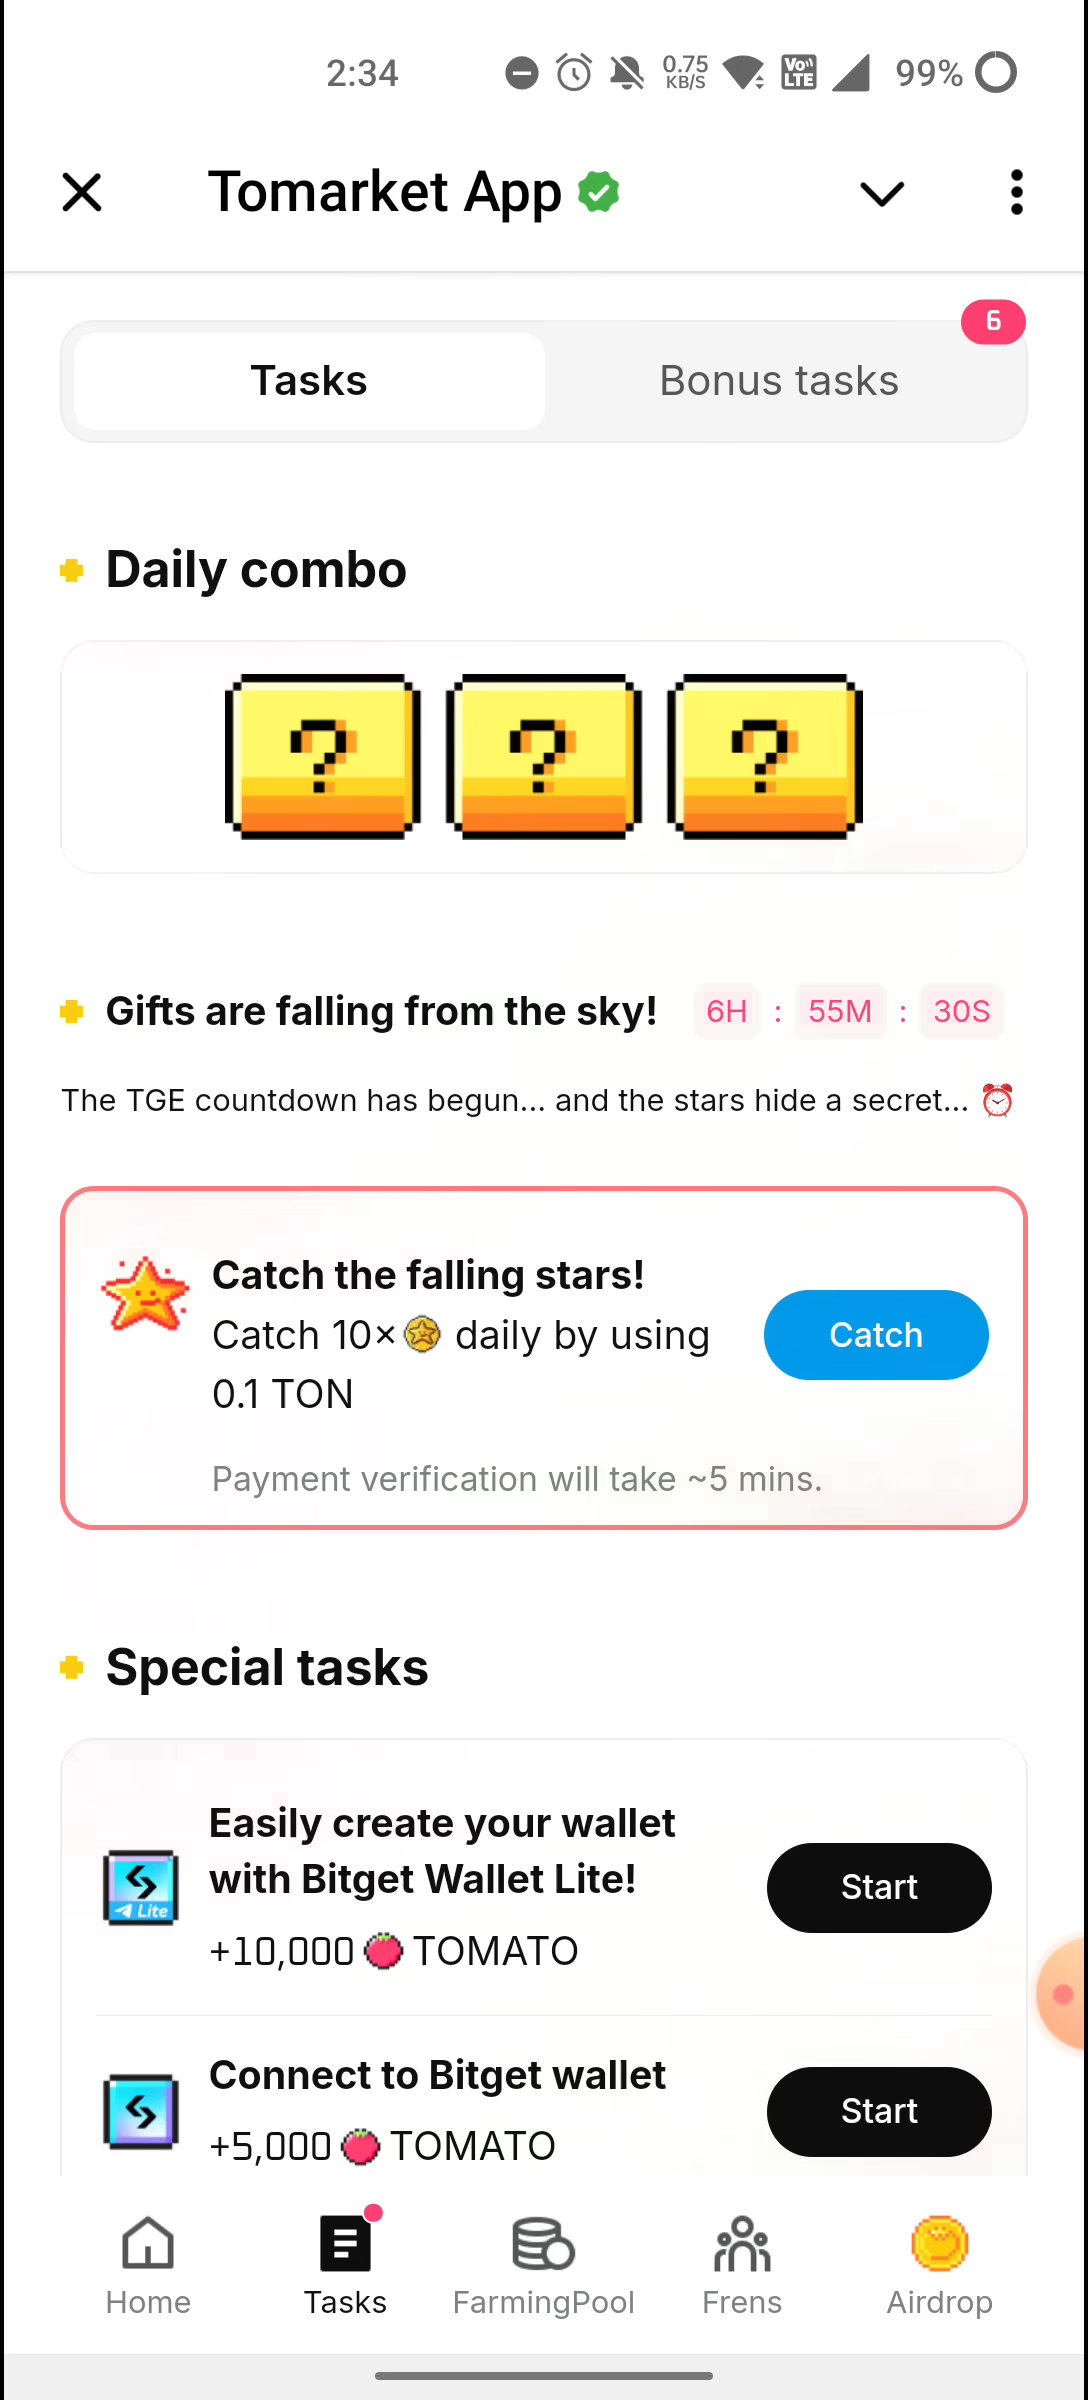 2:34
0.75
KB/S
Vo
LTE
99%
Tomarket App
6
Tasks
Bonus tasks
Daily combo
? ? ?
Gifts are falling from the sky!
6H : 55M : 30S
The TGE countdown has begun... and the stars hide a secret... ⏰
Catch the falling stars!
Catch 10× daily by using
0.1 TON
Catch
Payment verification will take ~5 mins.
Special tasks
Easily create your wallet
with Bitget Wallet Lite!
Lite
+10,000 🍅 TOMATO
Start
Connect to Bitget wallet
+5,000 🍅 TOMATO
Start
Home
Tasks
FarmingPool
Frens
Airdrop